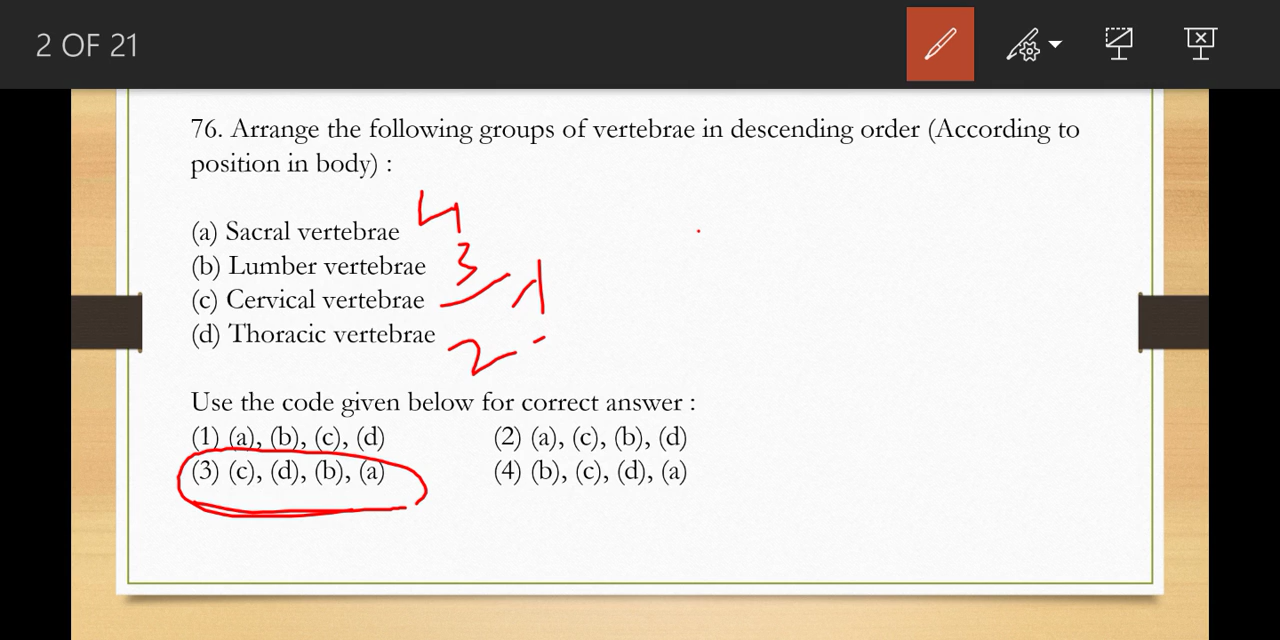 2 OF 21
76. Arrange the following groups of vertebrae in descending order (According to
position in body) :
(a) Sacral vertebrae 4
(b) Lumber vertebrae 3
(c) Cervical vertebrae 1
(d) Thoracic vertebrae 2
Use the code given below for correct answer :
(1) (a), (b), (c), (d) (2) (a), (c), (b), (d)
(3) (c), (d), (b), (a) (4) (b), (c), (d), (a)